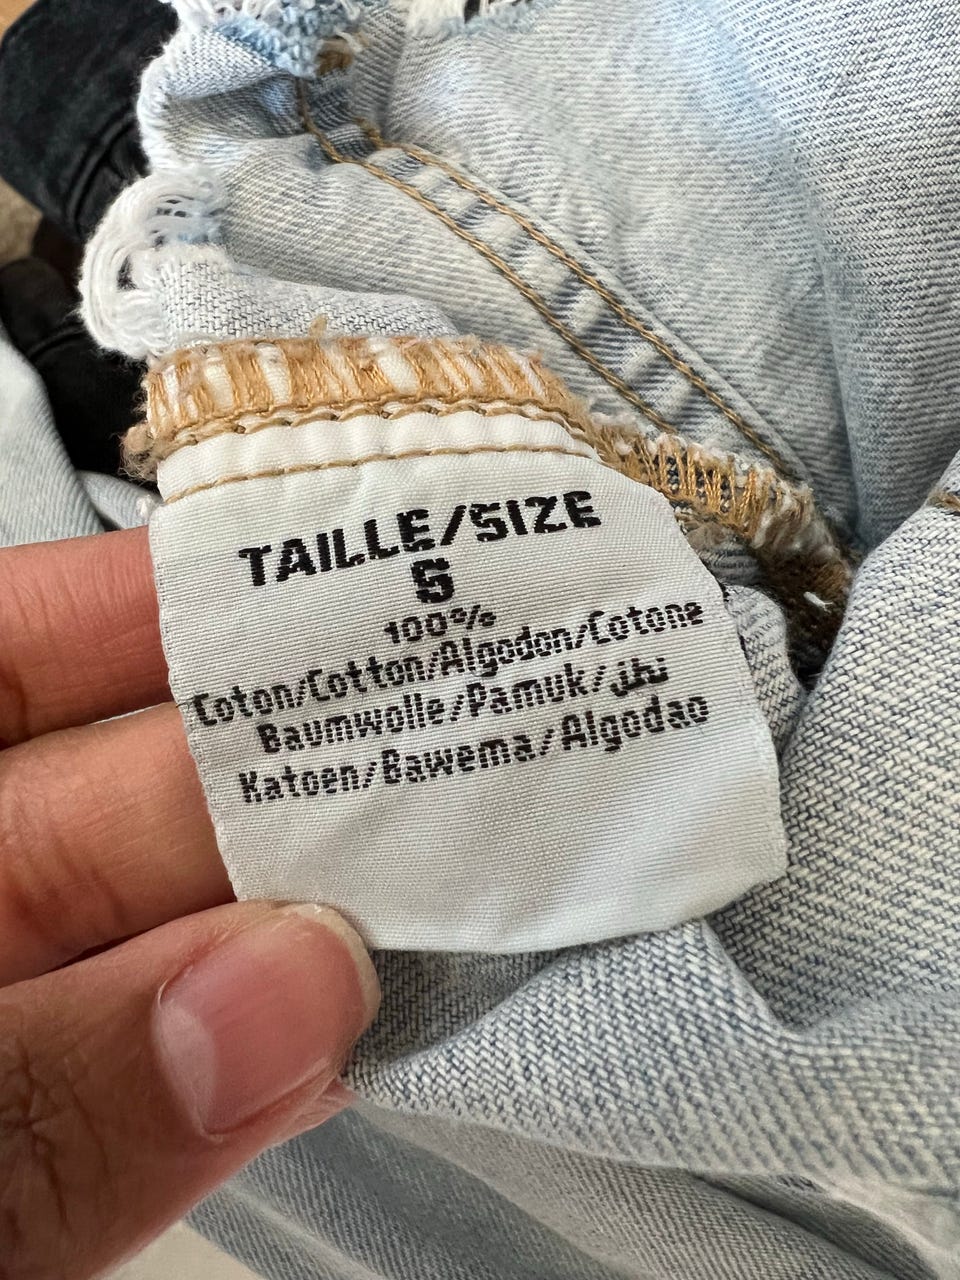 TAILLE/SIZE
S
100%
Coton/Cotton/Algodon/Cotone
Baumwolle/Pamuk/قطن
Katoen/Bawema/Algodao